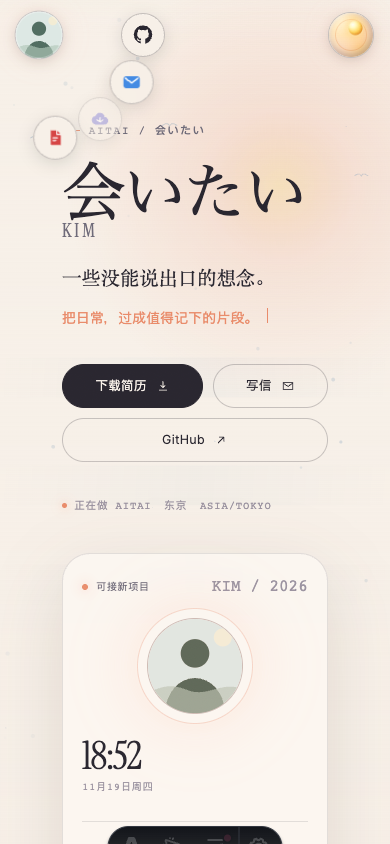 AITAI / 会いたい
会いたい
KIM
一些没能说出口的想念。
把日常，过成值得记下的片段。
下载简历
写信
GitHub ↗
正在做 AITAI 东京 ASIA/TOKYO
可接新项目
KIM / 2026
18:52
11月19日周四